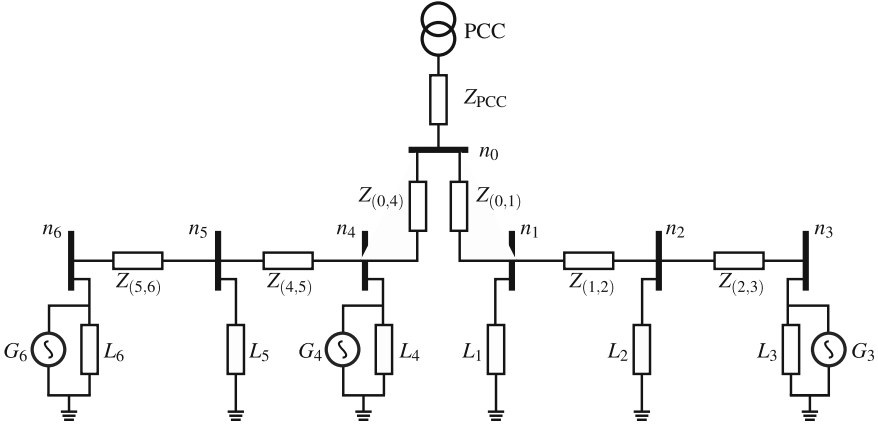 PCC
Z_PCC
n_0
Z_(0,4) Z_(0,1)
n_6 n_5 n_4 n_1 n_2 n_3
Z_(5,6) Z_(4,5) Z_(1,2) Z_(2,3)
G_6 L_6 L_5 G_4 L_4 L_1 L_2 L_3 G_3